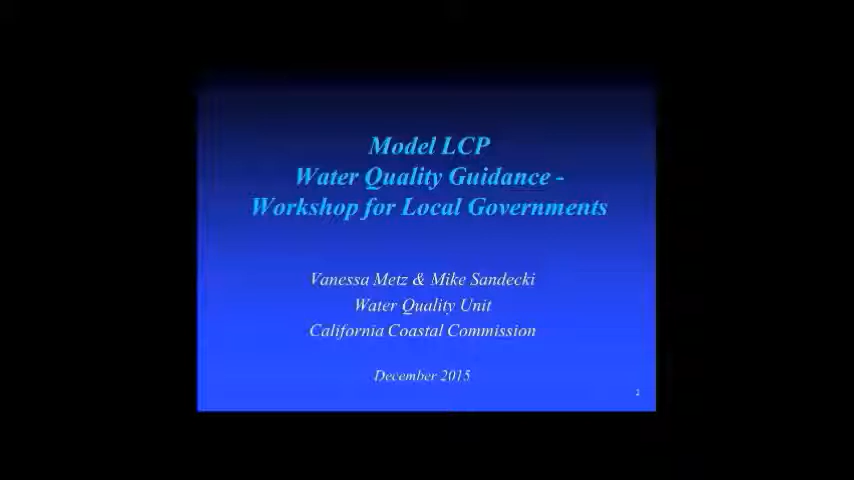 Model LCP
Water Quality Guidance -
Workshop for Local Governments
Vanessa Metz & Mike Sandecki
Water Quality Unit
California Coastal Commission
December 2015
2